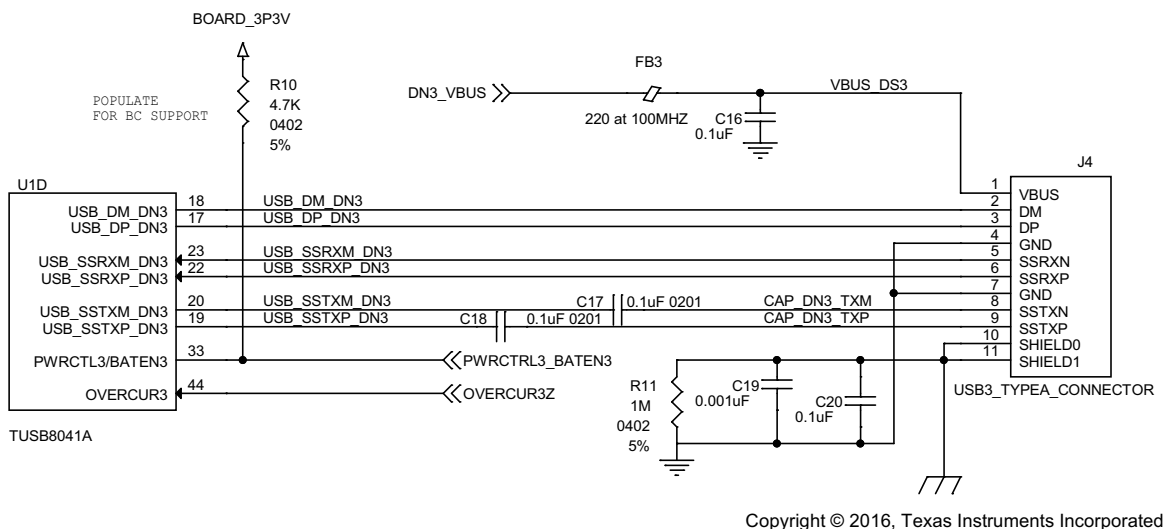 BOARD_3P3V
R10
4.7K
0402
5%
POPULATE
FOR BC SUPPORT
FB3
DN3_VBUS
220 at 100MHZ
VBUS_DS3
C16
0.1uF
J4
U1D
USB_DM_DN3
USB_DP_DN3
USB_SSRXM_DN3
USB_SSRXP_DN3
USB_SSTXM_DN3
USB_SSTXP_DN3
PWRCTL3/BATEN3
OVERCUR3
TUSB8041A
18
17
23
22
20
19
33
44
USB_DM_DN3
USB_DP_DN3
USB_SSRXM_DN3
USB_SSRXP_DN3
USB_SSTXM_DN3
USB_SSTXP_DN3
C17
0.1uF 0201
C18
0.1uF 0201
CAP_DN3_TXM
CAP_DN3_TXP
PWRCTRL3_BATEN3
OVERCUR3Z
R11
1M
0402
5%
C19
0.001uF
C20
0.1uF
1
2
3
4
5
6
7
8
9
10
11
VBUS
DM
DP
GND
SSRXN
SSRXP
GND
SSTXN
SSTXP
SHIELD0
SHIELD1
USB3_TYPEA_CONNECTOR
Copyright © 2016, Texas Instruments Incorporated